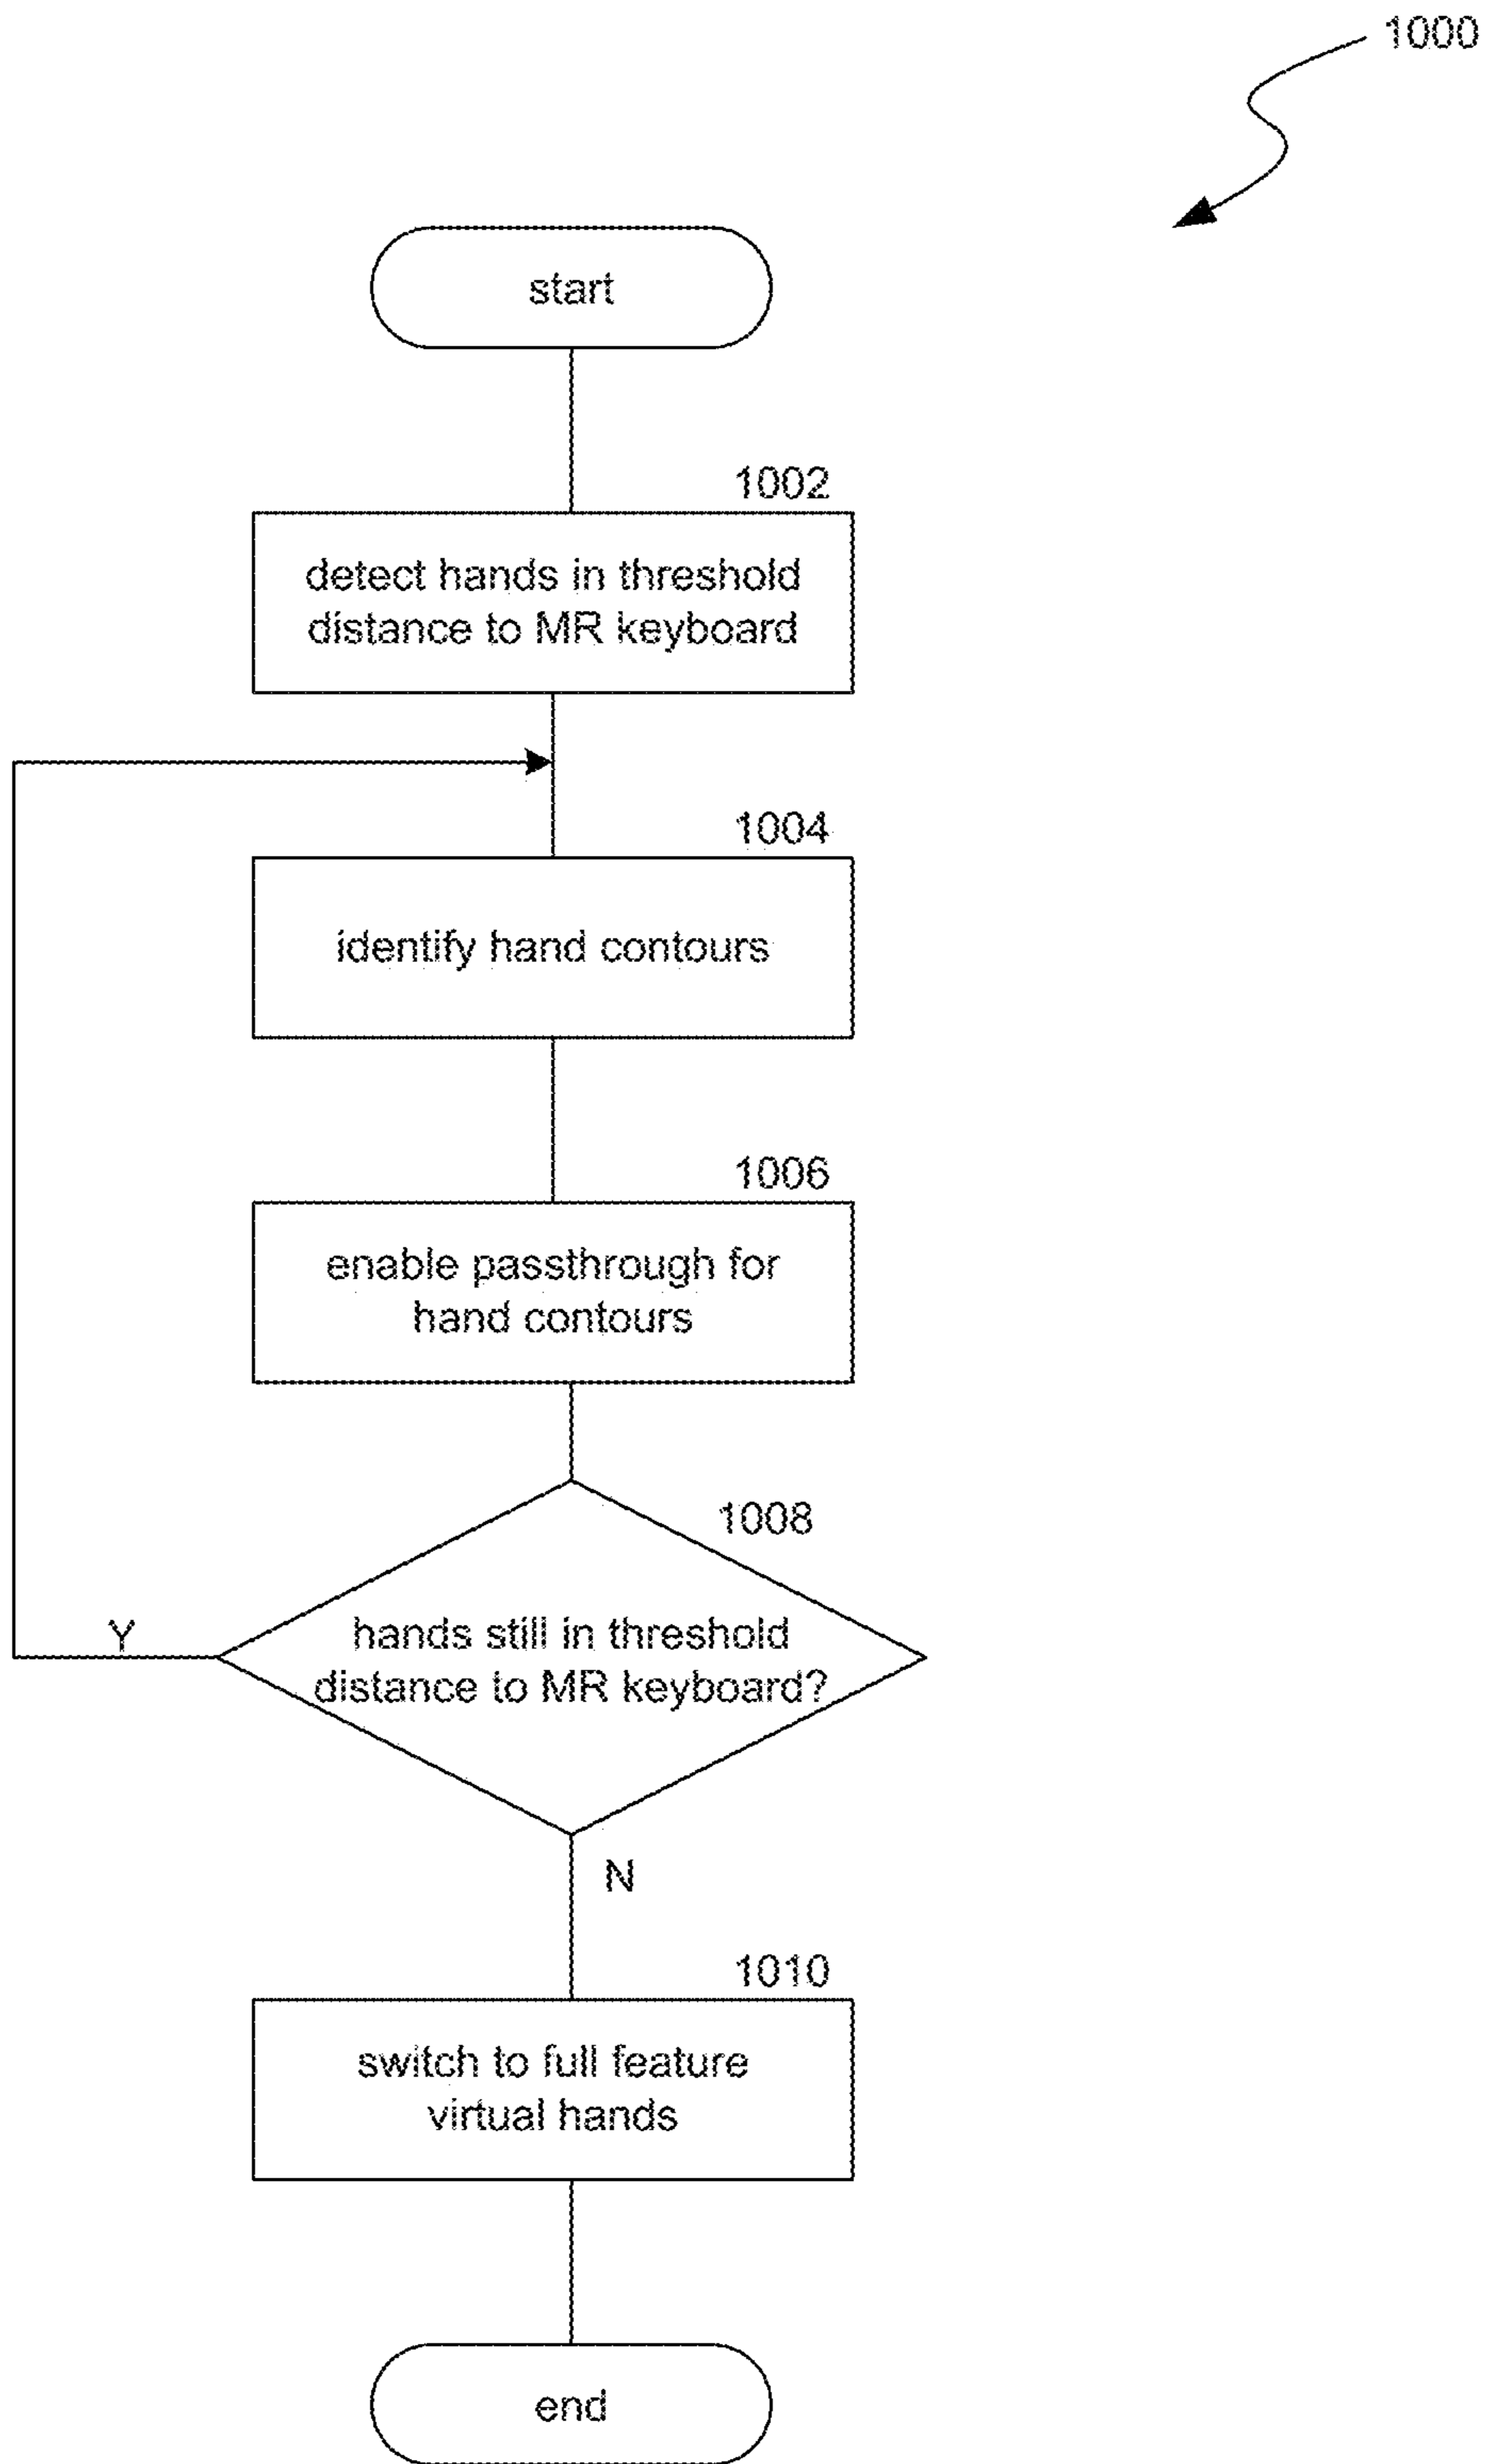 1000
start
1002
detect hands in threshold
distance to MR keyboard
1004
identify hand contours
1006
enable passthrough for
hand contours
1008
hands still in threshold
distance to MR keyboard?
Y
N
1010
switch to full feature
virtual hands
end